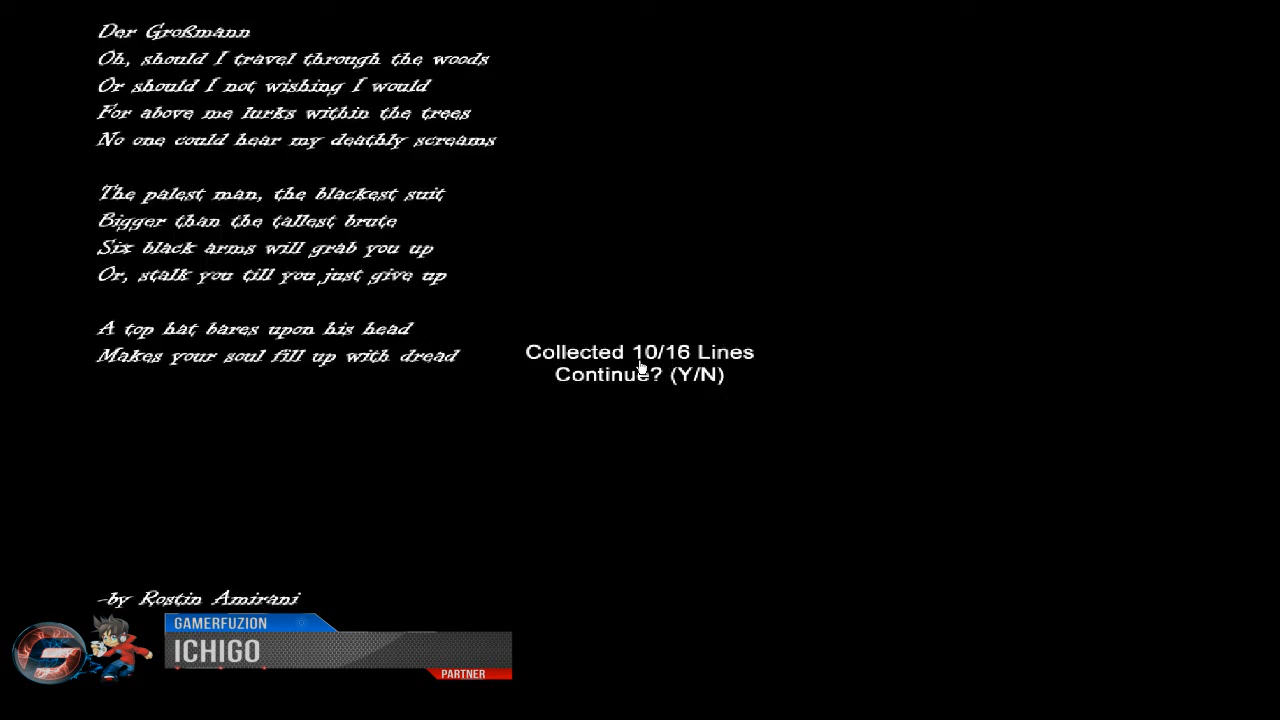 Der Großmann
Oh, should I travel through the woods
Or should I not wishing I would
For above me lurks within the trees
No one could hear my deathly screams
The palest man, the blackest suit
Bigger than the tallest brute
Six black arms will grab you up
Or, stalk you till you just give up
A top hat bares upon his head
Makes your soul fill up with dread
Collected 10/16 Lines
Continue? (Y/N)
-by Rostin Amirani
GAMERFUZION
ICHIGO
PARTNER